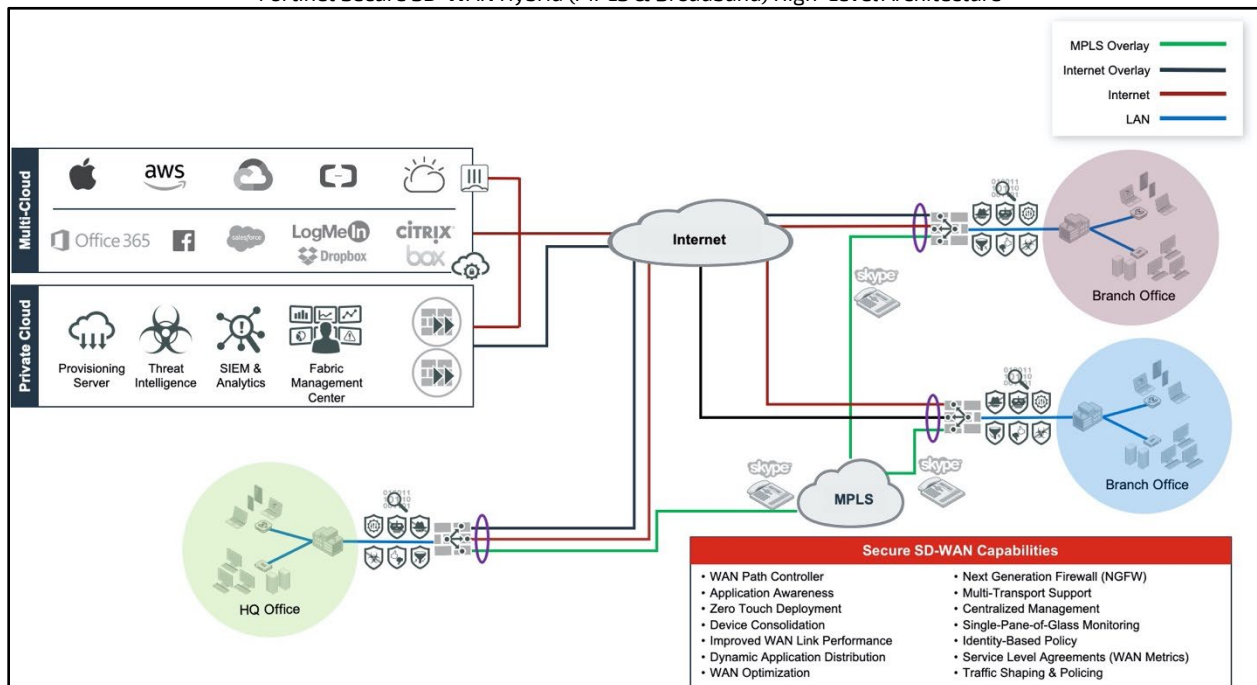 Fortinet Secure SD-WAN Hybrid (MPLS & Broadband) High-Level Architecture
MPLS Overlay
Internet Overlay
Internet
LAN
Multi-Cloud
aws
Office 365
salesforce
LogMeIn
Dropbox
CITRIX
box
Private Cloud
Provisioning
Server
Threat
Intelligence
SIEM &
Analytics
Fabric
Management
Center
Internet
skype
Branch Office
skype
skype
MPLS
Branch Office
HQ Office
Secure SD-WAN Capabilities
• WAN Path Controller
• Application Awareness
• Zero Touch Deployment
• Device Consolidation
• Improved WAN Link Performance
• Dynamic Application Distribution
• WAN Optimization
• Next Generation Firewall (NGFW)
• Multi-Transport Support
• Centralized Management
• Single-Pane-of-Glass Monitoring
• Identity-Based Policy
• Service Level Agreements (WAN Metrics)
• Traffic Shaping & Policing